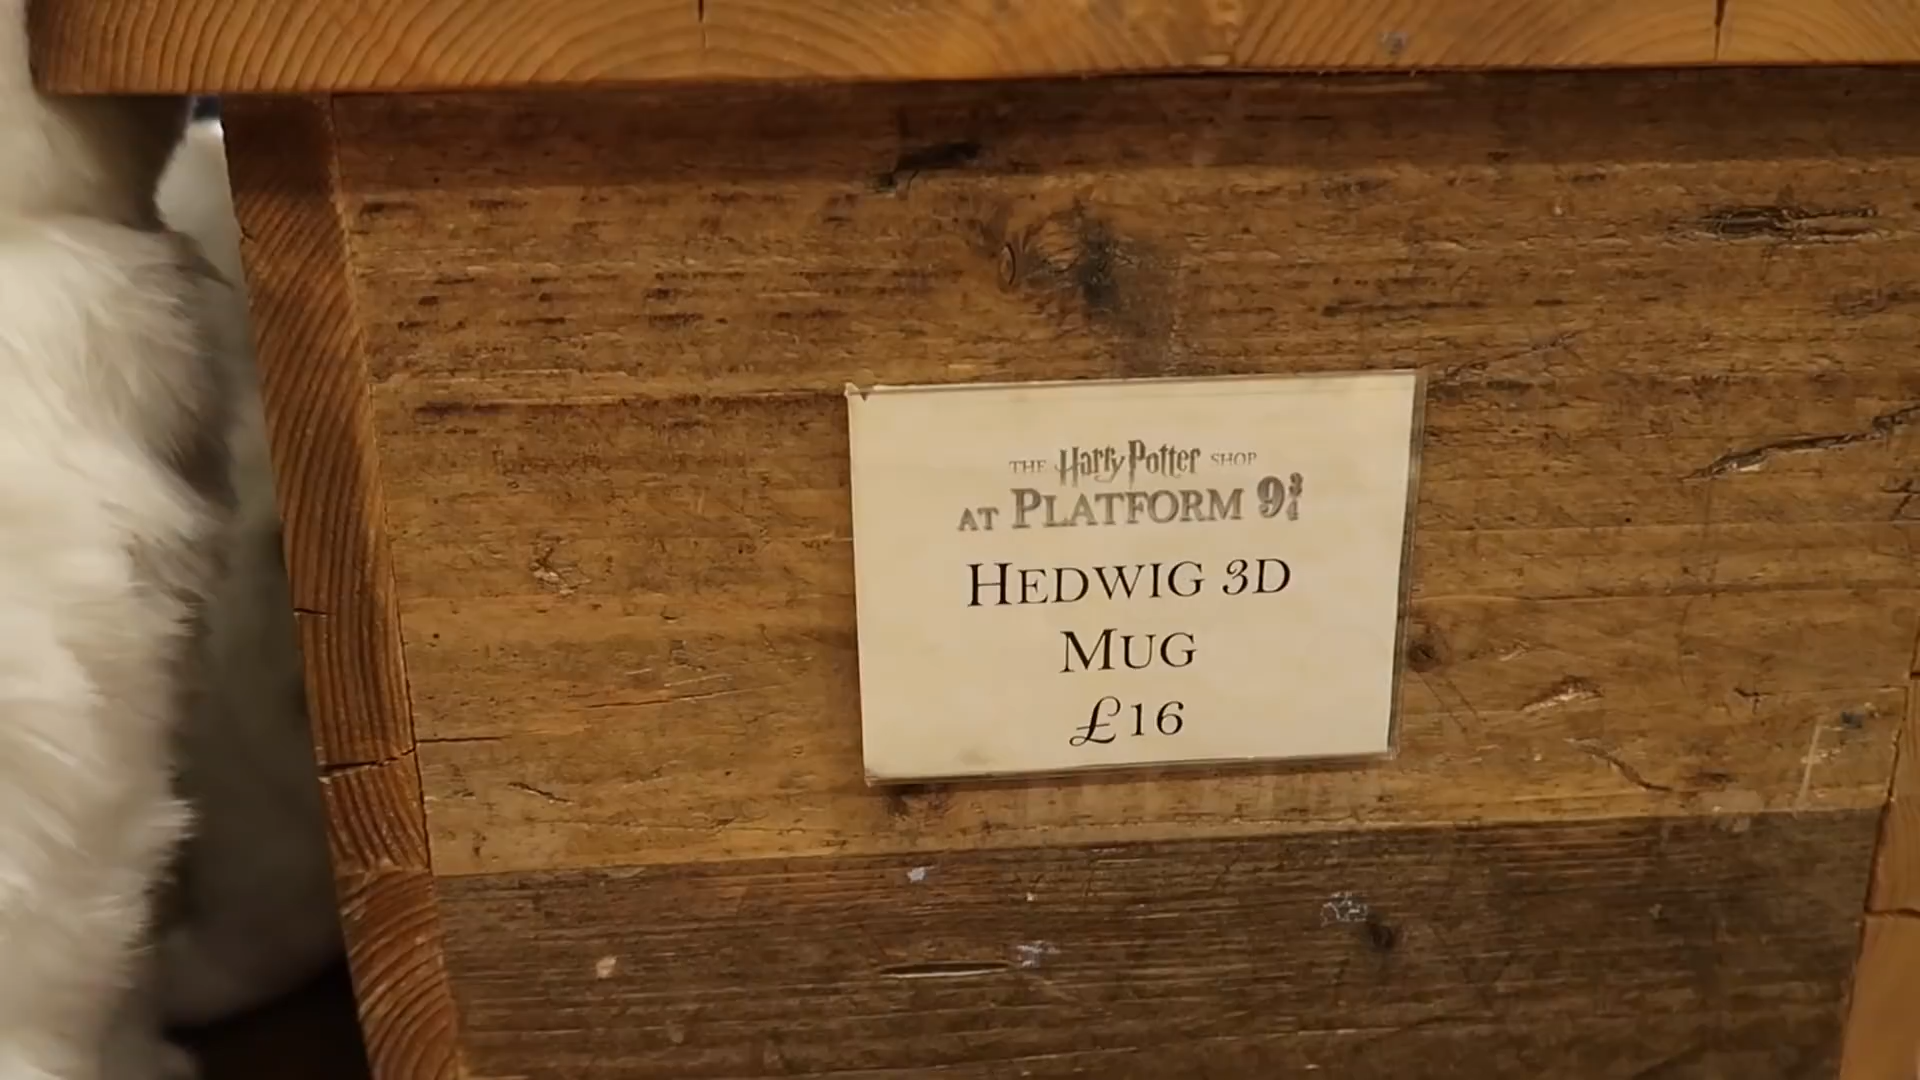 THE Harry Potter SHOP
AT PLATFORM 9¾
HEDWIG 3D
MUG
£16